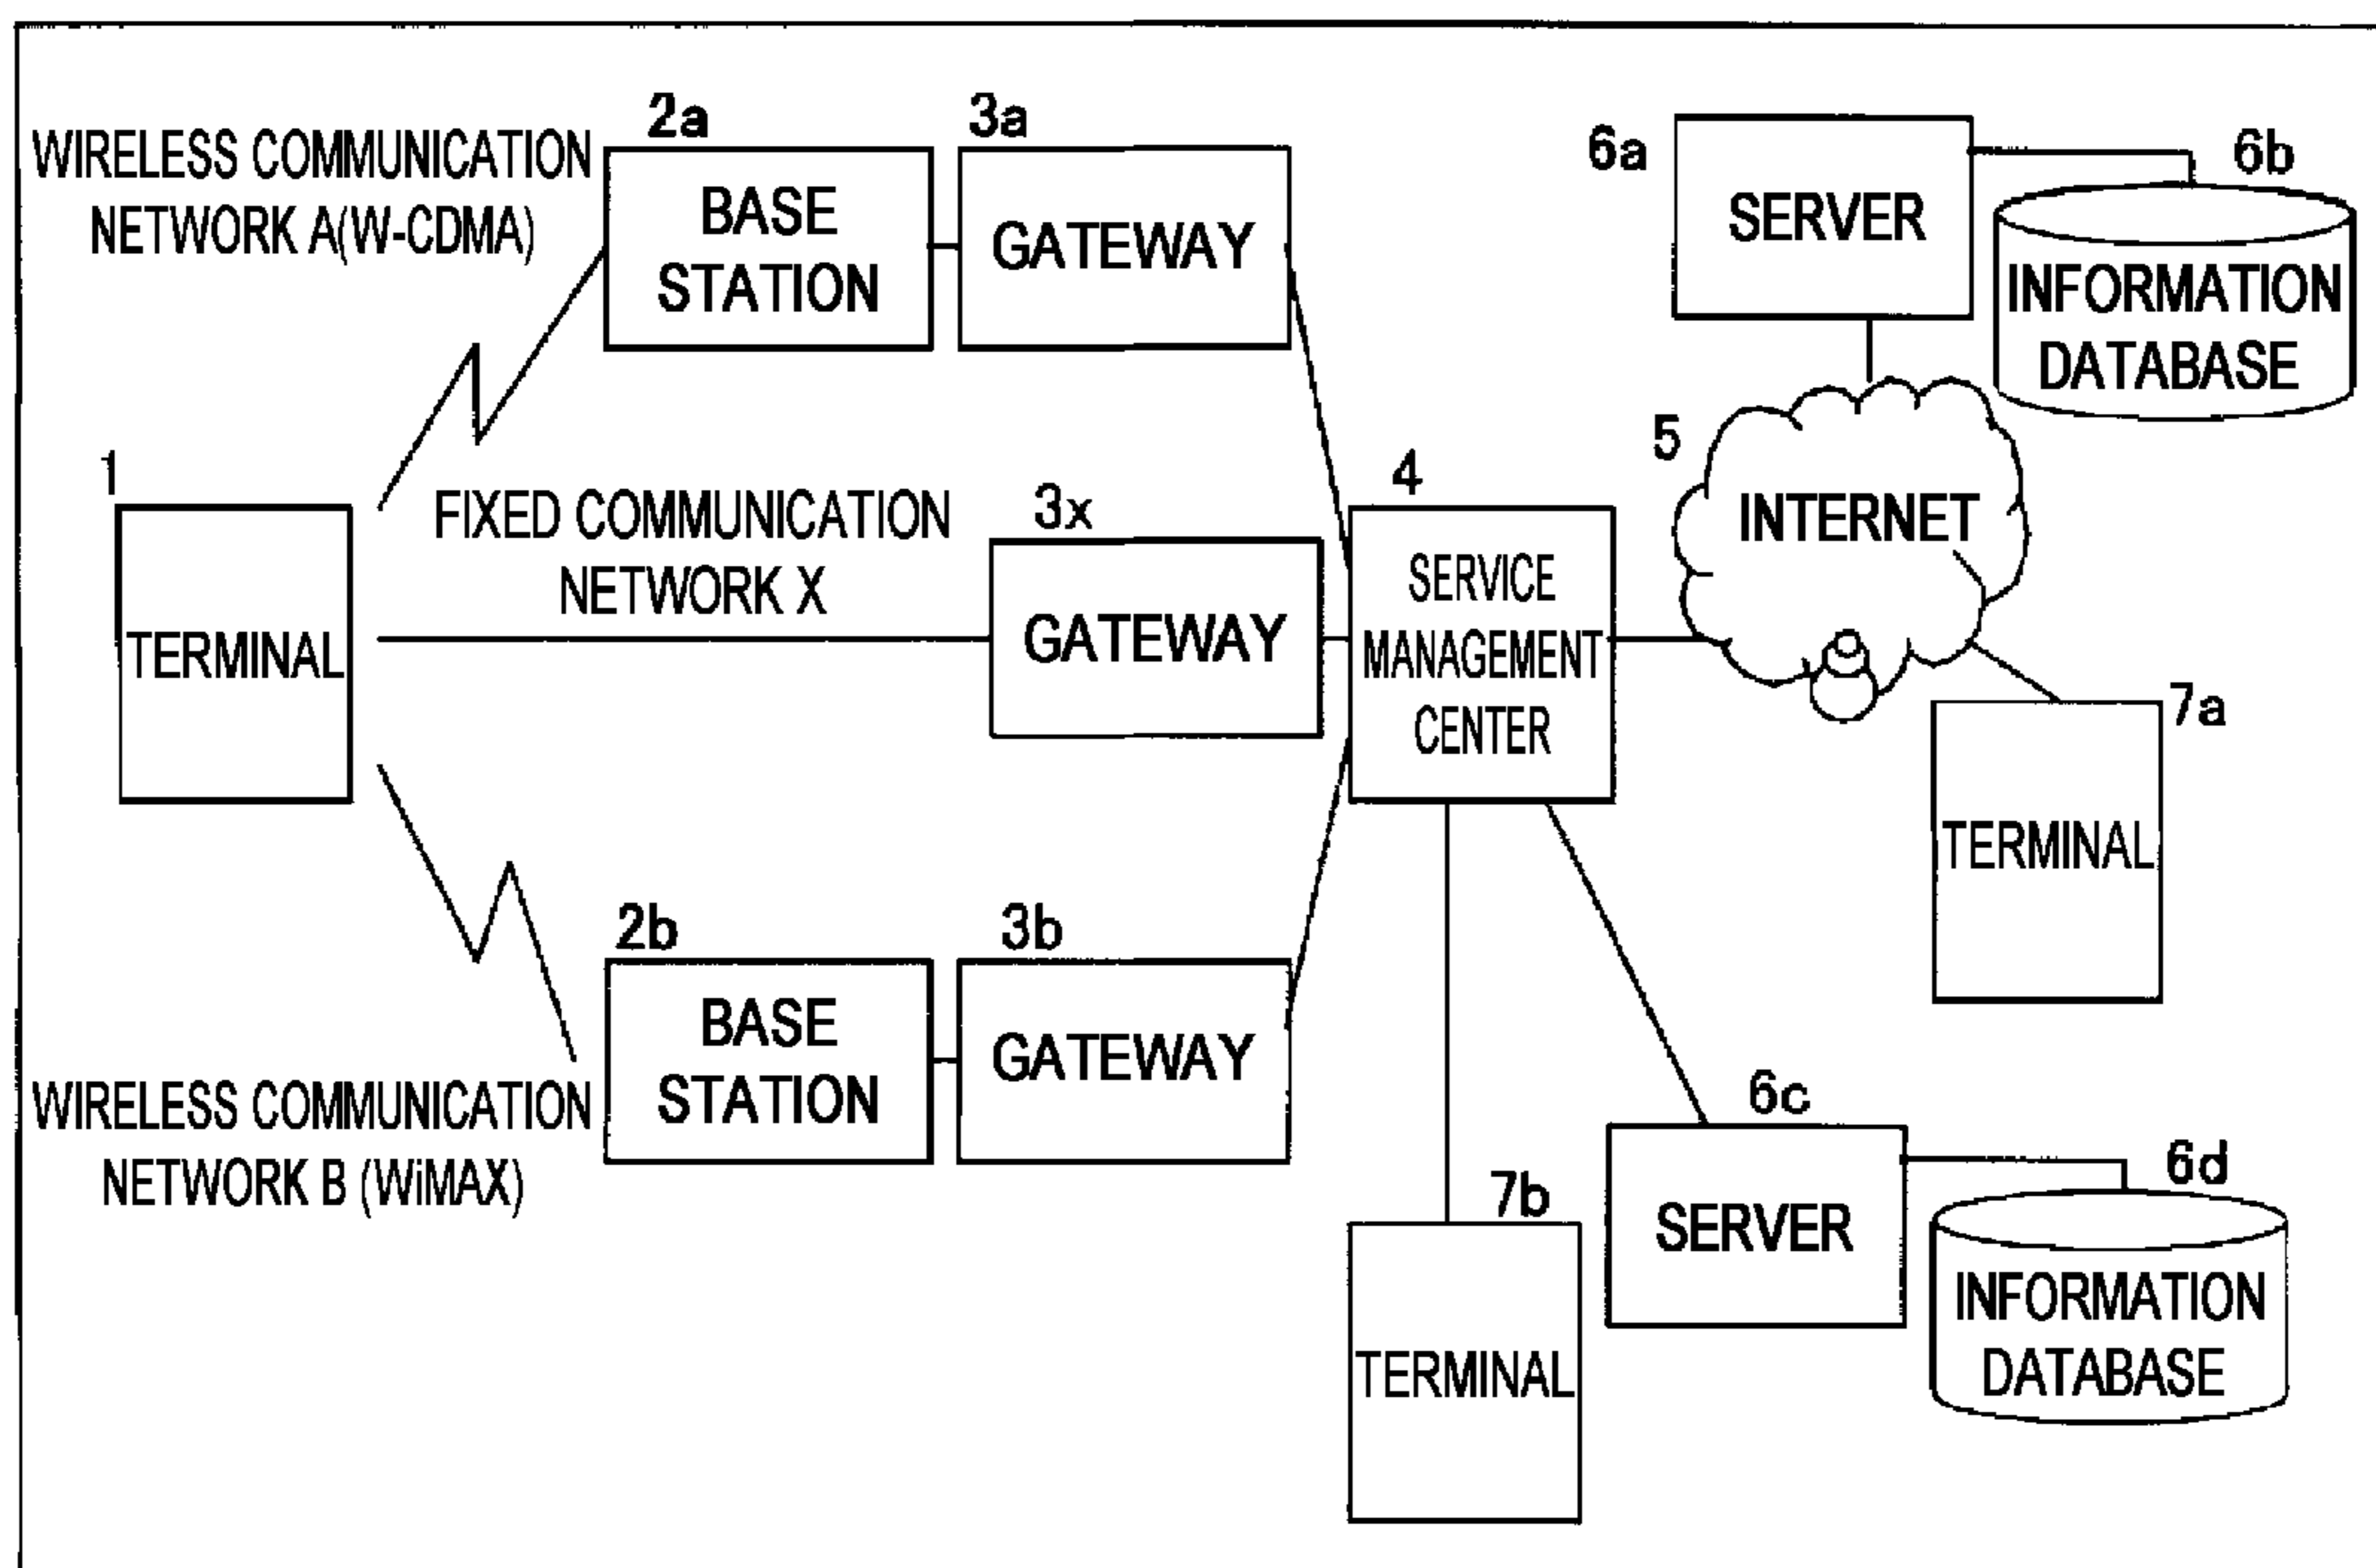 WIRELESS COMMUNICATION
NETWORK A(W-CDMA)
2a
BASE
STATION
3a
GATEWAY
6a
SERVER
6b
INFORMATION
DATABASE
1
TERMINAL
FIXED COMMUNICATION
NETWORK X
3x
GATEWAY
4
SERVICE
MANAGEMENT
CENTER
5
INTERNET
7a
TERMINAL
WIRELESS COMMUNICATION
NETWORK B (WiMAX)
2b
BASE
STATION
3b
GATEWAY
7b
TERMINAL
6c
SERVER
6d
INFORMATION
DATABASE